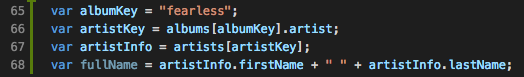 65 var albumKey = "fearless";
66 var artistKey = albums[albumKey].artist;
67 var artistInfo = artists[artistKey];
68 var fullName = artistInfo.firstName + " " + artistInfo.lastName;